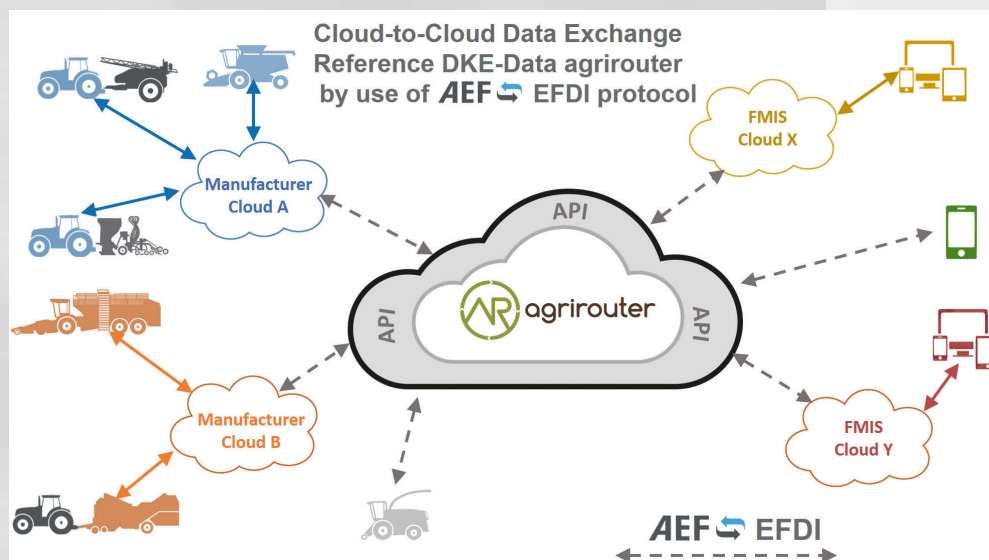 Cloud-to-Cloud Data Exchange
Reference DKE-Data agrirouter
by use of AEF EFDI protocol
FMIS
Cloud X
Manufacturer
Cloud A
API
AR agrirouter
API
API
Manufacturer
Cloud B
FMIS
Cloud Y
AEF EFDI